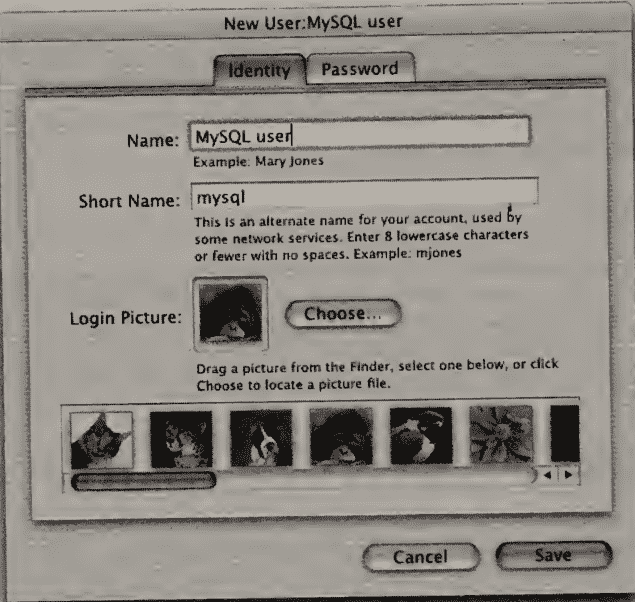 New User:MySQL user
Identity
Password
Name:
MySQL user
Example: Mary Jones
Short Name:
mysql
This is an alternate name for your account, used by
some network services. Enter 8 lowercase characters
or fewer with no spaces. Example: mjones
Login Picture:
Choose...
Drag a picture from the Finder, select one below, or click
Choose to locate a picture file.
Cancel
Save